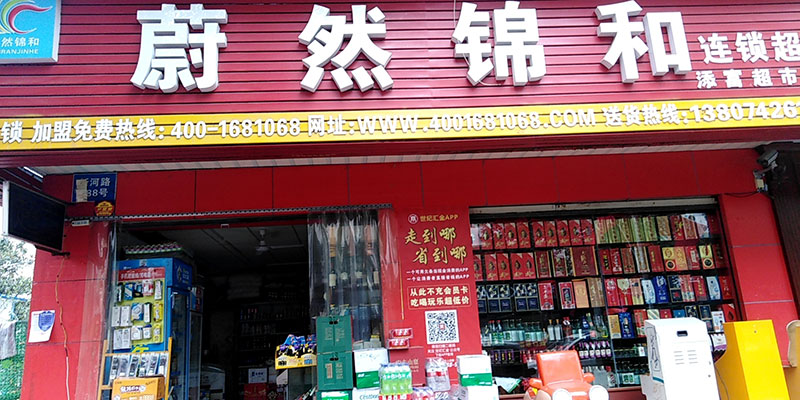 然锦和
RANJINHE
蔚然锦和
连锁超
添富超市
锁 加盟免费热线:400-1681068 网址:WWW.4001681068.COM 送货热线:1380742
新河路
88号
世纪汇金APP
走到哪
省到哪
从此不充会员卡
吃喝玩乐超低价